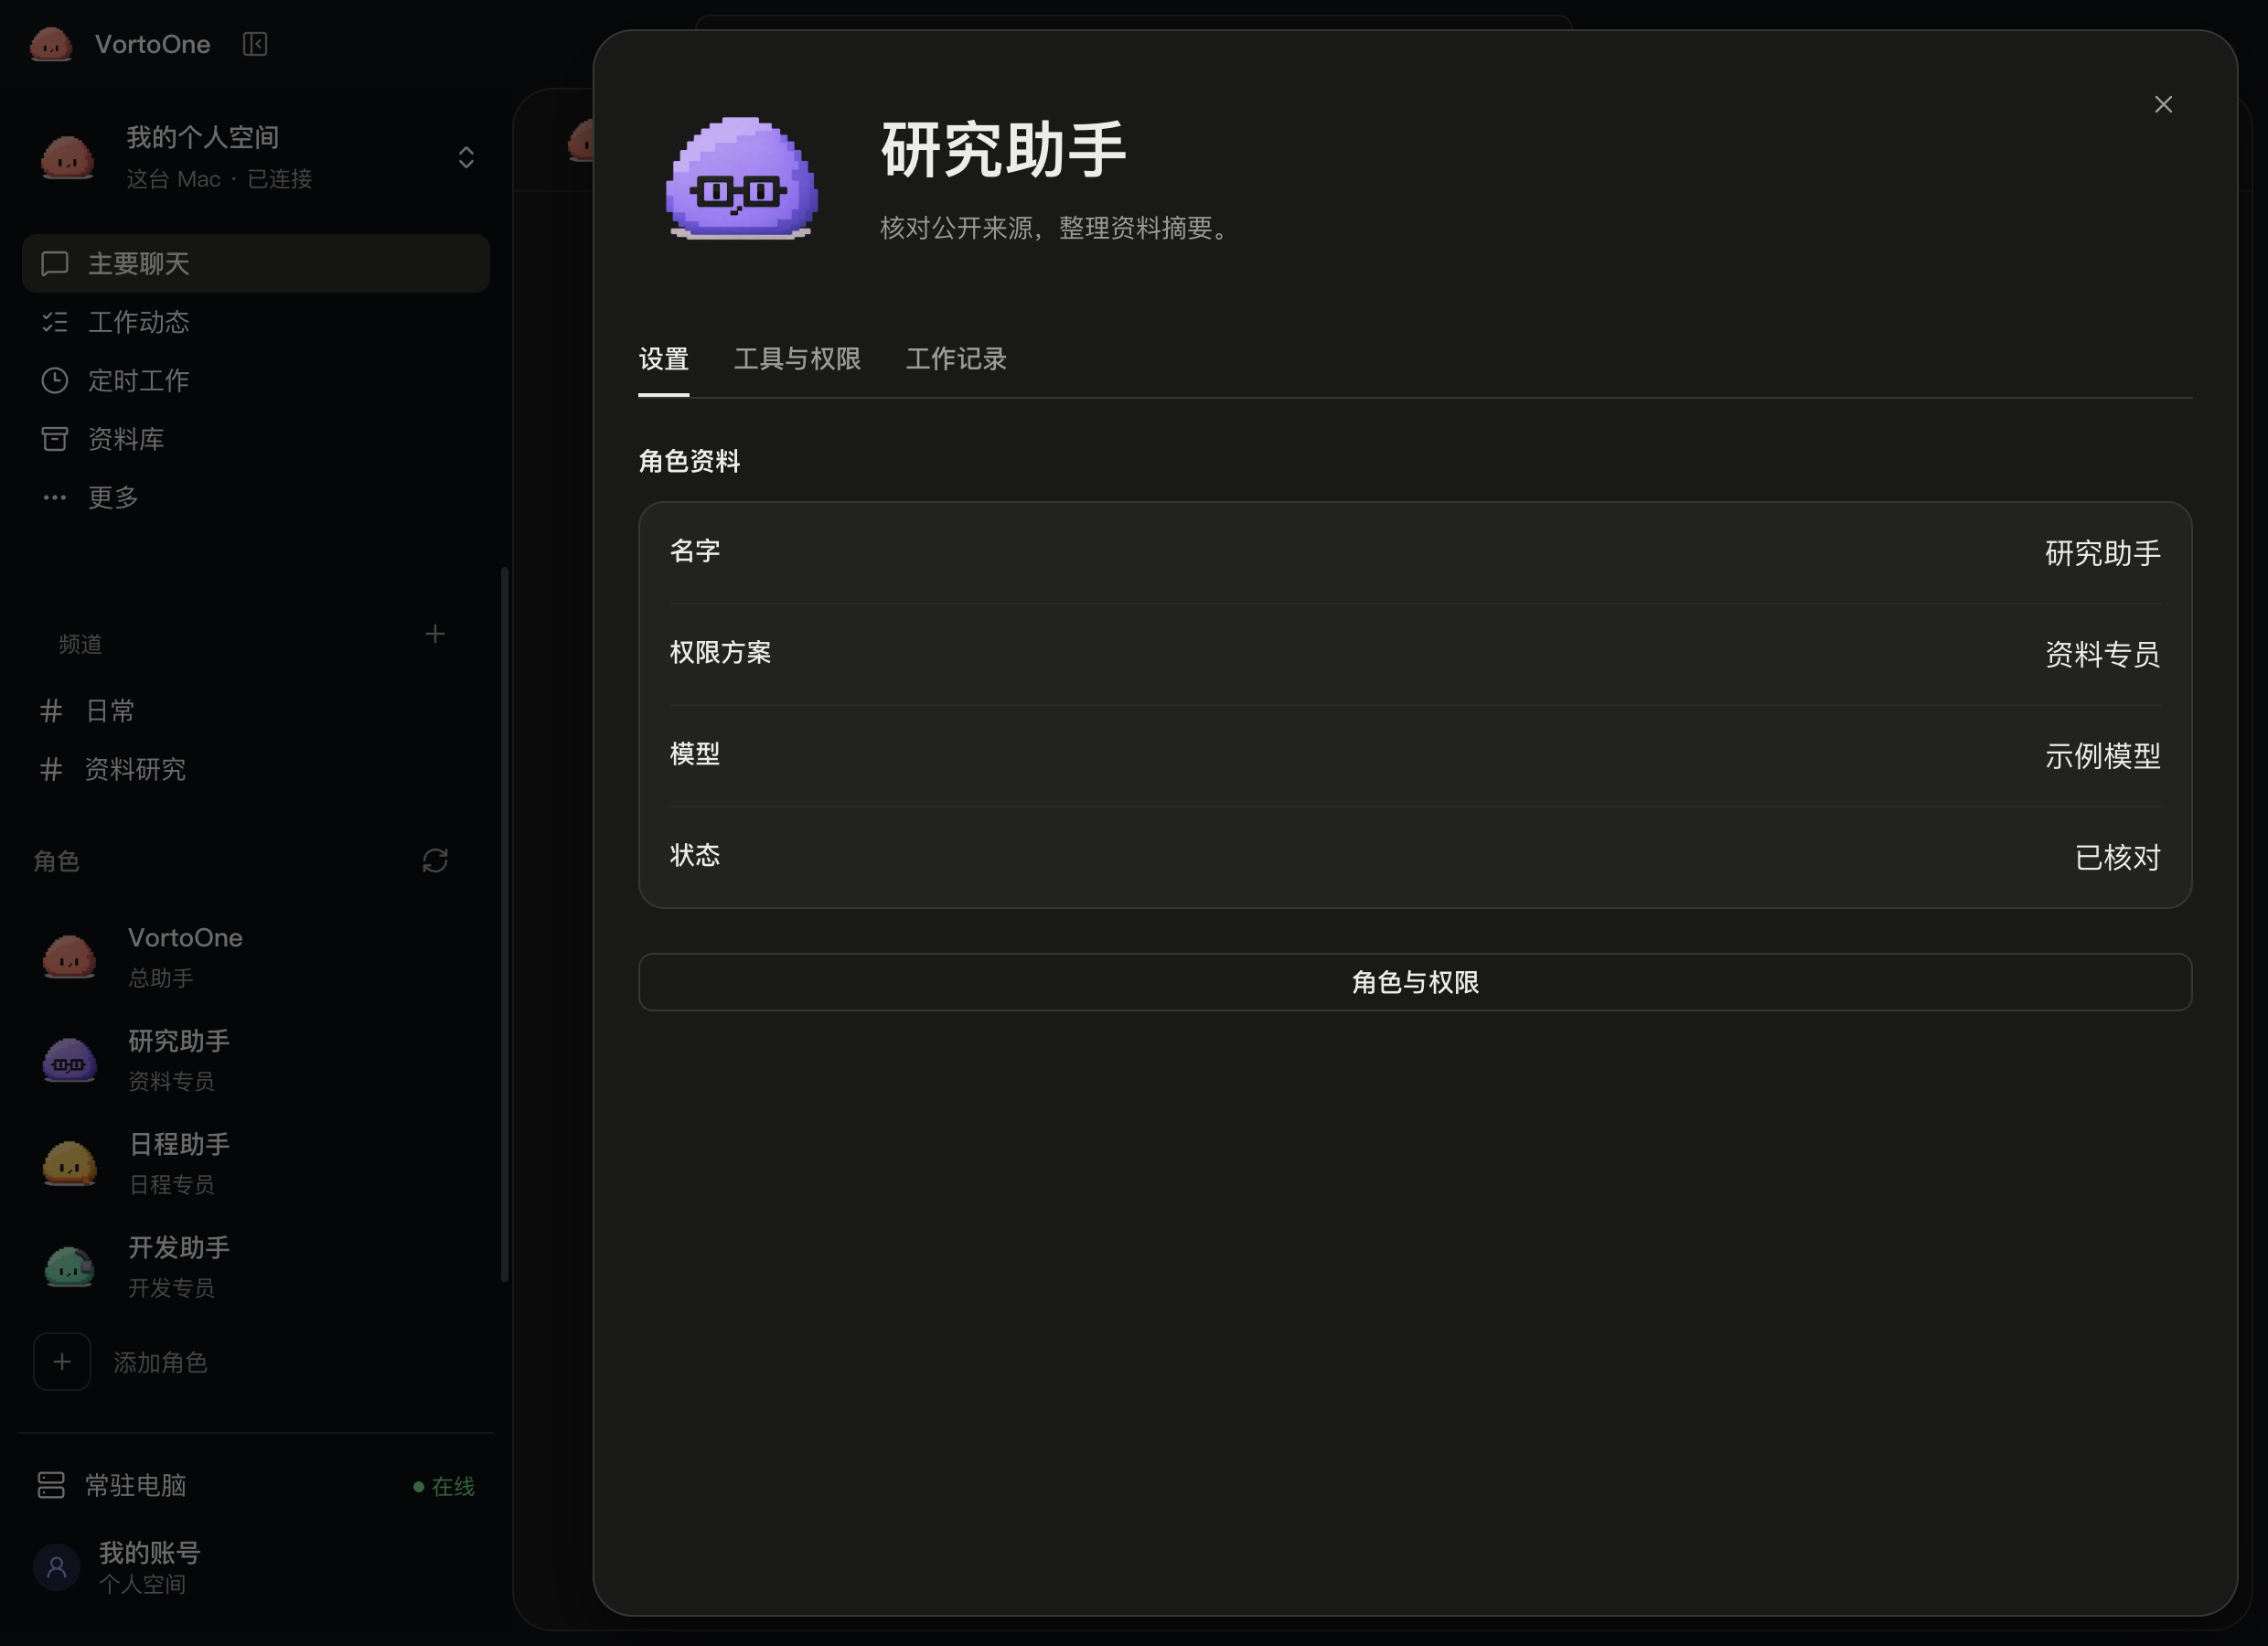 VortoOne
我的个人空间
这台 Mac · 已连接
主要聊天
工作动态
定时工作
资料库
更多
频道
# 日常
# 资料研究
角色
VortoOne
总助手
研究助手
资料专员
日程助手
日程专员
开发助手
开发专员
添加角色
常驻电脑
在线
我的账号
个人空间
研究助手
核对公开来源，整理资料摘要。
设置
工具与权限
工作记录
角色资料
名字
研究助手
权限方案
资料专员
模型
示例模型
状态
已核对
角色与权限